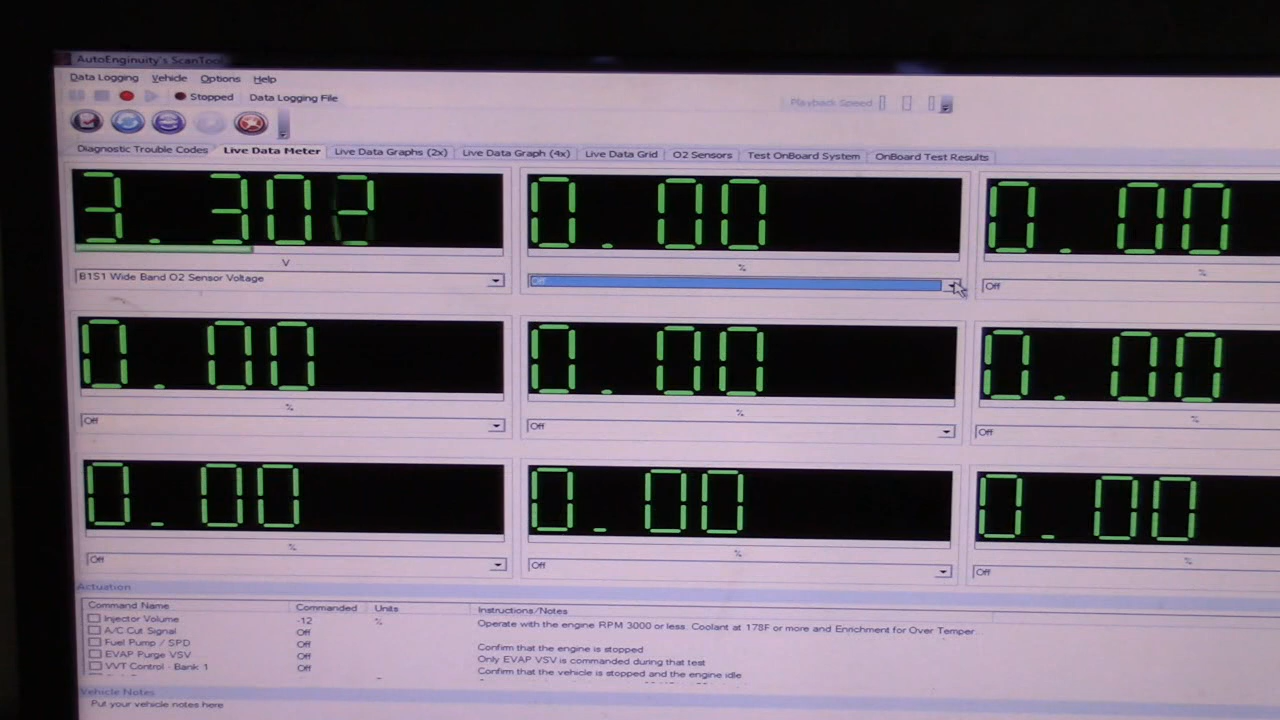 AutoEnginuity's ScanTool
Data Logging Vehicle Options Help
Stopped Data Logging File Playback Speed
Diagnostic Trouble Codes Live Data Meter Live Data Graphs (2x) Live Data Graph (4x) Live Data Grid O2 Sensors Test OnBoard System OnBoard Test Results
3.30 0.00 0.00
V % %
B1S1 Wide Band O2 Sensor Voltage Off Off
0.00 0.00 0.00
% % %
Off Off Off
0.00 0.00 0.00
% % %
Off Off Off
Actuation
Command Name Commanded Units Instructions/Notes
Injector Volume -12 % Operate with the engine RPM 3000 or less. Coolant at 178F or more and Enrichment for Over Temper...
A/C Cut Signal Off
Fuel Pump / SPD Off Confirm that the engine is stopped
EVAP Purge VSV Off Only EVAP VSV is commanded during that test
VVT Control - Bank 1 Off Confirm that the vehicle is stopped and the engine idle
Vehicle Notes
Put your vehicle notes here